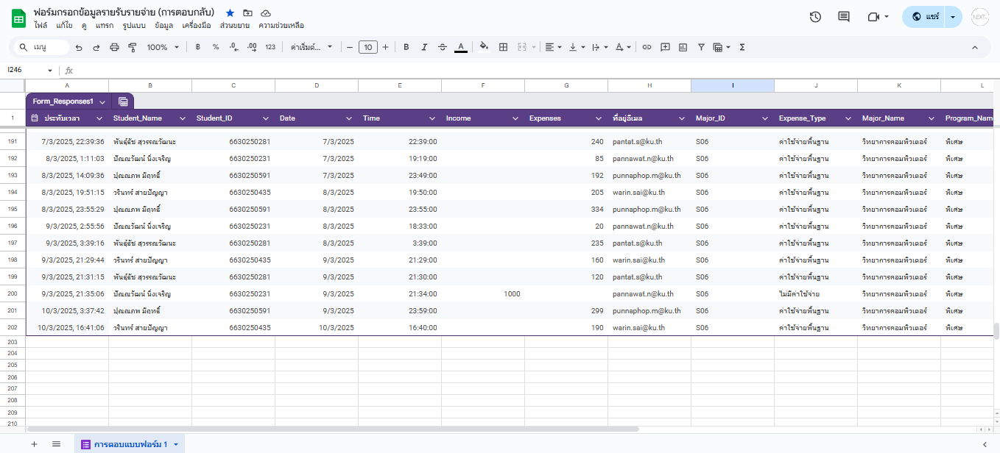 ฟอร์มกรอกข้อมูลรายรับรายจ่าย (การตอบกลับ)
ไฟล์ แก้ไข ดู แทรก รูปแบบ ข้อมูล เครื่องมือ ส่วนขยาย ความช่วยเหลือ
แชร์
NEXT
เมนู 100% ฿ % .0 .00 123 ค่าเริ่มต้... 10 B I S A Σ
I246 fx
A B C D E F G H I J K L
Form_Responses1
1 ประทับเวลา Student_Name Student_ID Date Time Income Expenses ที่อยู่อีเมล Major_ID Expense_Type Major_Name Program_Name
191 7/3/2025, 22:39:36 พันธุ์ธัช สุวรรณวัฒนะ 6630250281 7/3/2025 22:39:00 240 pantat.s@ku.th S06 ค่าใช้จ่ายพื้นฐาน วิทยาการคอมพิวเตอร์ พิเศษ
192 8/3/2025, 1:11:03 ปัณณวัฒน์ นิ่งเจริญ 6630250231 7/3/2025 19:19:00 85 pannawat.n@ku.th S06 ค่าใช้จ่ายพื้นฐาน วิทยาการคอมพิวเตอร์ พิเศษ
193 8/3/2025, 14:09:36 ปุณณภพ มีฤทธิ์ 6630250591 7/3/2025 23:49:00 192 punnaphop.m@ku.th S06 ค่าใช้จ่ายพื้นฐาน วิทยาการคอมพิวเตอร์ พิเศษ
194 8/3/2025, 19:51:15 วรินทร์ สายปัญญา 6630250435 8/3/2025 19:50:00 205 warin.sai@ku.th S06 ค่าใช้จ่ายพื้นฐาน วิทยาการคอมพิวเตอร์ พิเศษ
195 8/3/2025, 23:55:29 ปุณณภพ มีฤทธิ์ 6630250591 8/3/2025 23:55:00 334 punnaphop.m@ku.th S06 ค่าใช้จ่ายพื้นฐาน วิทยาการคอมพิวเตอร์ พิเศษ
196 9/3/2025, 2:55:56 ปัณณวัฒน์ นิ่งเจริญ 6630250231 8/3/2025 18:33:00 20 pannawat.n@ku.th S06 ค่าใช้จ่ายพื้นฐาน วิทยาการคอมพิวเตอร์ พิเศษ
197 9/3/2025, 3:39:16 พันธุ์ธัช สุวรรณวัฒนะ 6630250281 8/3/2025 3:39:00 235 pantat.s@ku.th S06 ค่าใช้จ่ายพื้นฐาน วิทยาการคอมพิวเตอร์ พิเศษ
198 9/3/2025, 21:29:44 วรินทร์ สายปัญญา 6630250435 9/3/2025 21:29:00 160 warin.sai@ku.th S06 ค่าใช้จ่ายพื้นฐาน วิทยาการคอมพิวเตอร์ พิเศษ
199 9/3/2025, 21:31:15 พันธุ์ธัช สุวรรณวัฒนะ 6630250281 9/3/2025 21:30:00 120 pantat.s@ku.th S06 ค่าใช้จ่ายพื้นฐาน วิทยาการคอมพิวเตอร์ พิเศษ
200 9/3/2025, 21:35:06 ปัณณวัฒน์ นิ่งเจริญ 6630250231 9/3/2025 21:34:00 1000 pannawat.n@ku.th S06 ไม่มีค่าใช้จ่าย วิทยาการคอมพิวเตอร์ พิเศษ
201 10/3/2025, 3:37:42 ปุณณภพ มีฤทธิ์ 6630250591 9/3/2025 23:59:00 299 punnaphop.m@ku.th S06 ค่าใช้จ่ายพื้นฐาน วิทยาการคอมพิวเตอร์ พิเศษ
202 10/3/2025, 16:41:06 วรินทร์ สายปัญญา 6630250435 10/3/2025 16:40:00 190 warin.sai@ku.th S06 ค่าใช้จ่ายพื้นฐาน วิทยาการคอมพิวเตอร์ พิเศษ
203
204
205
206
207
208
209
210
การตอบแบบฟอร์ม 1